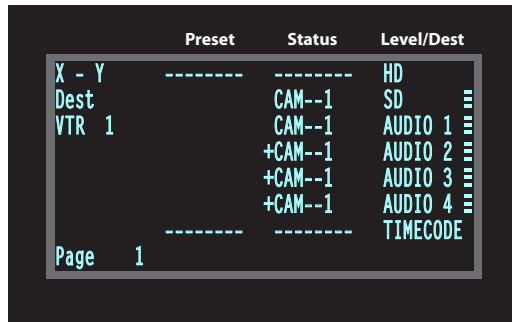 Preset Status Level/Dest
X - Y -------- -------- HD
Dest CAM--1 SD
VTR 1 CAM--1 AUDIO 1
+CAM--1 AUDIO 2
+CAM--1 AUDIO 3
+CAM--1 AUDIO 4
-------- -------- TIMECODE
Page 1